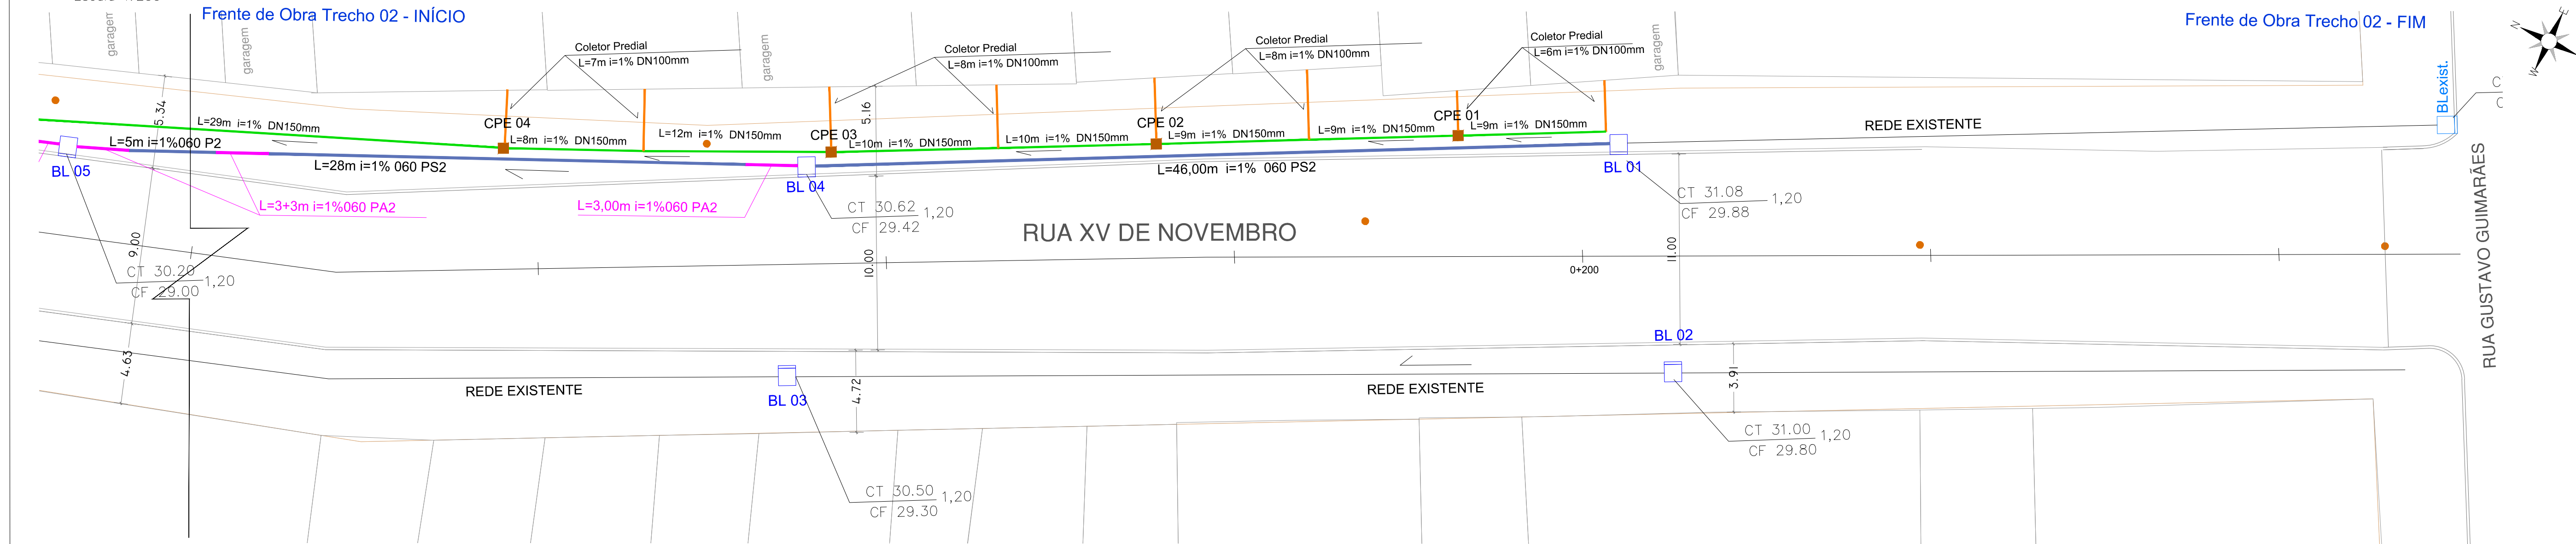 Frente de Obra Trecho 02 - INÍCIO
Frente de Obra Trecho 02 - FIM
garagem
garagem
garagem
garagem
Coletor Predial
L=7m i=1% DN100mm
Coletor Predial
L=8m i=1% DN100mm
Coletor Predial
L=8m i=1% DN100mm
Coletor Predial
L=6m i=1% DN100mm
N
E
W
BLexist.
5.34
5.16
L=29m i=1% DN150mm
CPE 04
L=8m i=1% DN150mm
L=12m i=1% DN150mm
CPE 03
L=10m i=1% DN150mm
L=10m i=1% DN150mm
CPE 02
L=9m i=1% DN150mm
L=9m i=1% DN150mm
CPE 01
L=9m i=1% DN150mm
REDE EXISTENTE
L=5m i=1%060 P2
L=28m i=1% 060 PS2
L=46,00m i=1% 060 PS2
BL 05
BL 04
BL 01
L=3+3m i=1%060 PA2
L=3,00m i=1%060 PA2
CT 30.62
CF 29.42
1,20
CT 31.08
CF 29.88
1,20
RUA XV DE NOVEMBRO
RUA GUSTAVO GUIMARÃES
9.00
10.00
11.00
CT 30.20
CF 29.00
1,20
0+200
BL 02
4.63
4.72
3.91
REDE EXISTENTE
REDE EXISTENTE
BL 03
CT 31.00
CF 29.80
1,20
CT 30.50
CF 29.30
1,20